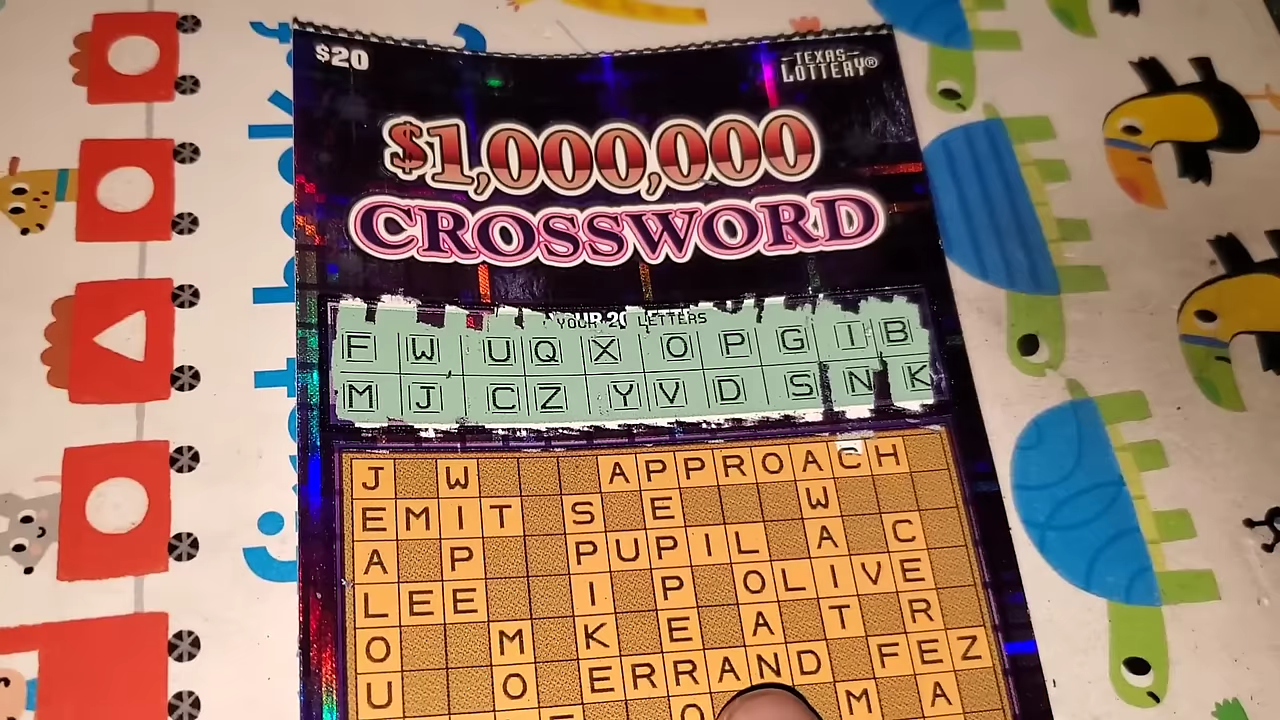 $20
TEXAS
LOTTERY®
$1,000,000
CROSSWORD
YOUR 20 LETTERS
F W U Q X O P G I B
M J C Z Y V D S N K
J W APPROACH
EMIT S E W
A P PUPIL A C
LEE I P OLIVE
O M K E A T R
U O ERRAND FEZ
M A